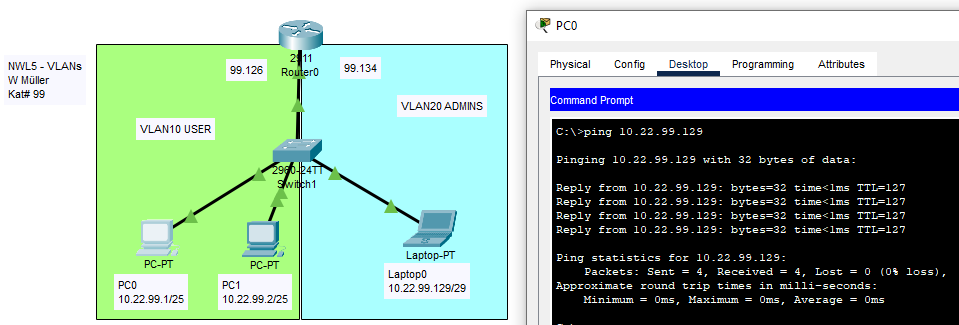 NWL5 - VLANs
W Müller
Kat# 99
2911
Router0
99.126
99.134
VLAN10 USER
VLAN20 ADMINS
2960-24TT
Switch1
PC-PT
PC0
10.22.99.1/25
PC-PT
PC1
10.22.99.2/25
Laptop-PT
Laptop0
10.22.99.129/29
PC0
Physical Config Desktop Programming Attributes
Command Prompt
C:\>ping 10.22.99.129
Pinging 10.22.99.129 with 32 bytes of data:
Reply from 10.22.99.129: bytes=32 time<1ms TTL=127
Reply from 10.22.99.129: bytes=32 time<1ms TTL=127
Reply from 10.22.99.129: bytes=32 time<1ms TTL=127
Reply from 10.22.99.129: bytes=32 time<1ms TTL=127
Ping statistics for 10.22.99.129:
Packets: Sent = 4, Received = 4, Lost = 0 (0% loss),
Approximate round trip times in milli-seconds:
Minimum = 0ms, Maximum = 0ms, Average = 0ms